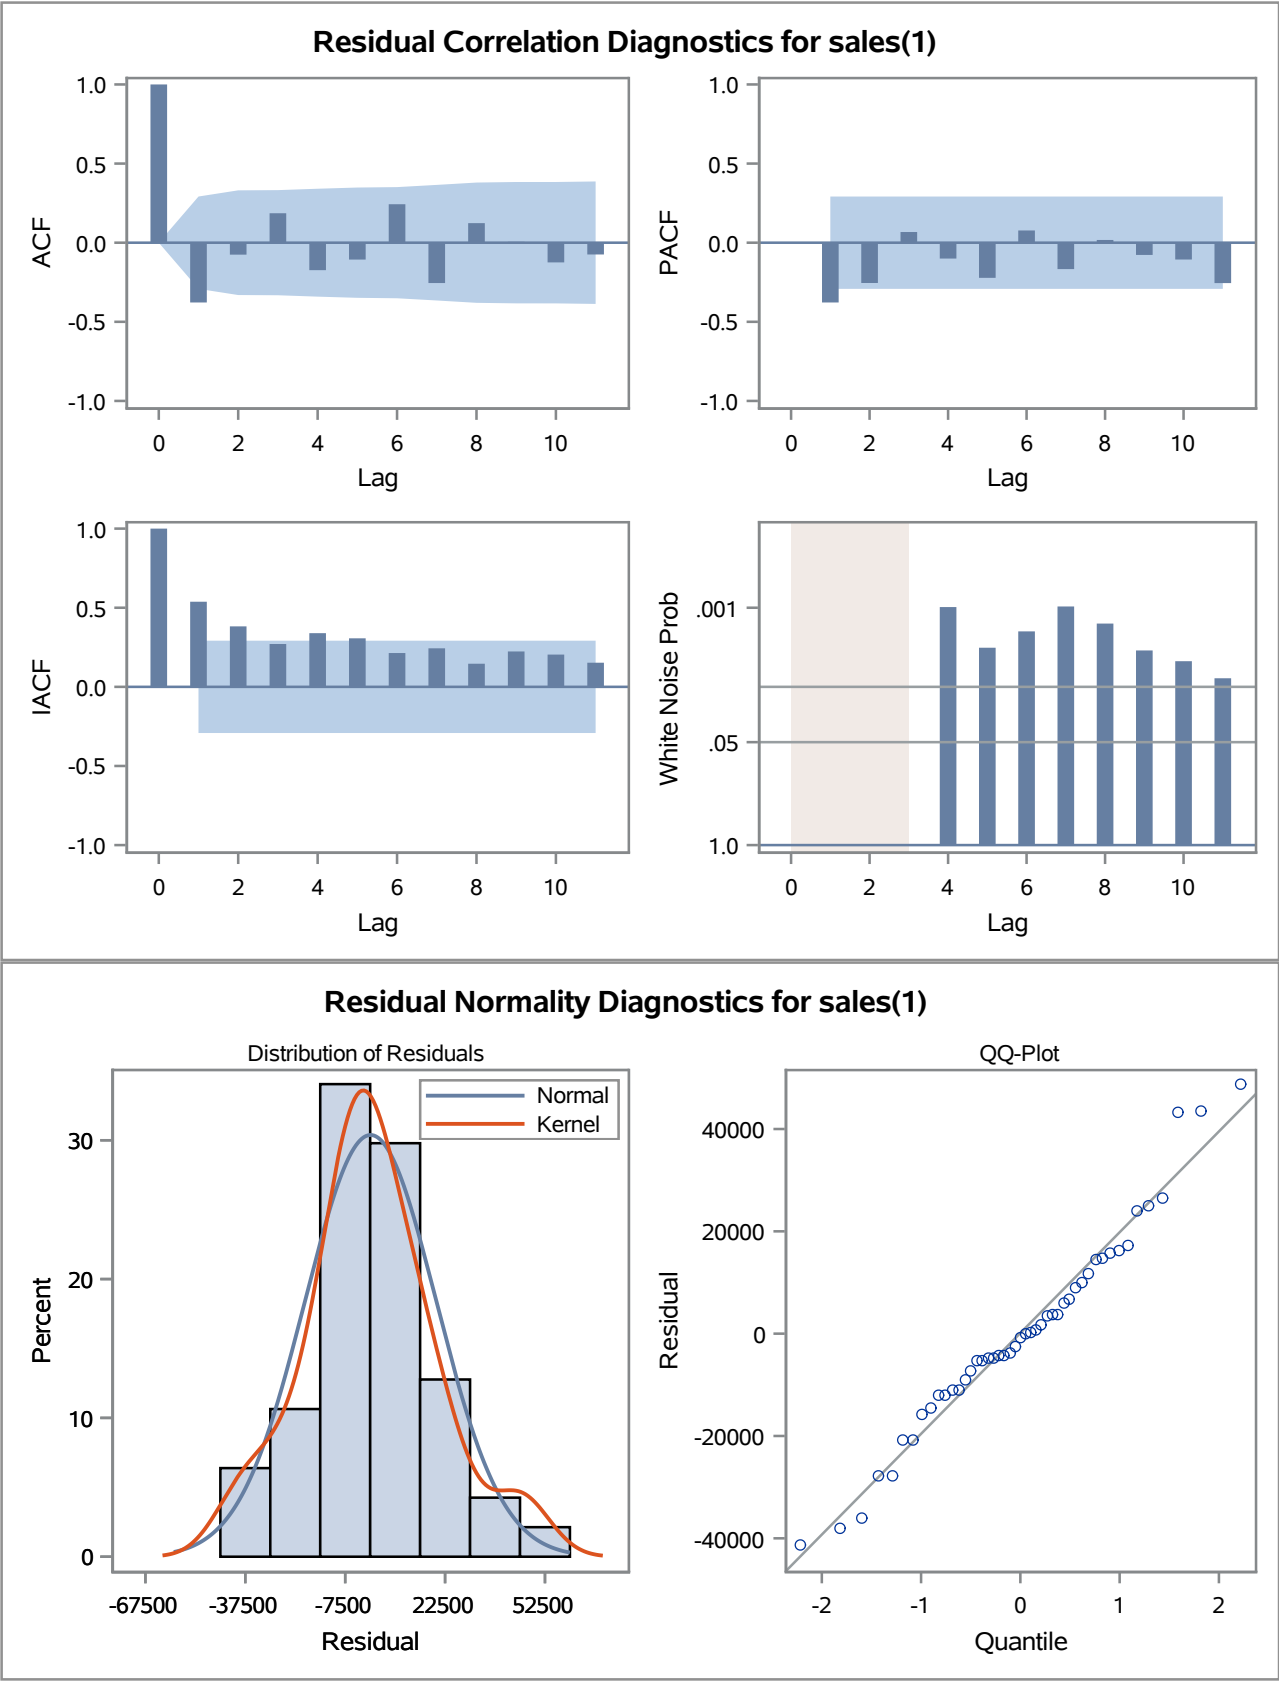 Residual Correlation Diagnostics for sales(1)
1.0
0.5
0.0
-0.5
-1.0
ACF
0 2 4 6 8 10
Lag
1.0
0.5
0.0
-0.5
-1.0
PACF
0 2 4 6 8 10
Lag
1.0
0.5
0.0
-0.5
-1.0
IACF
0 2 4 6 8 10
Lag
.001
.05
1.0
White Noise Prob
0 2 4 6 8 10
Lag
Residual Normality Diagnostics for sales(1)
Distribution of Residuals
Normal
Kernel
30
20
10
0
Percent
-67500 -37500 -7500 22500 52500
Residual
QQ-Plot
40000
20000
0
-20000
-40000
Residual
-2 -1 0 1 2
Quantile